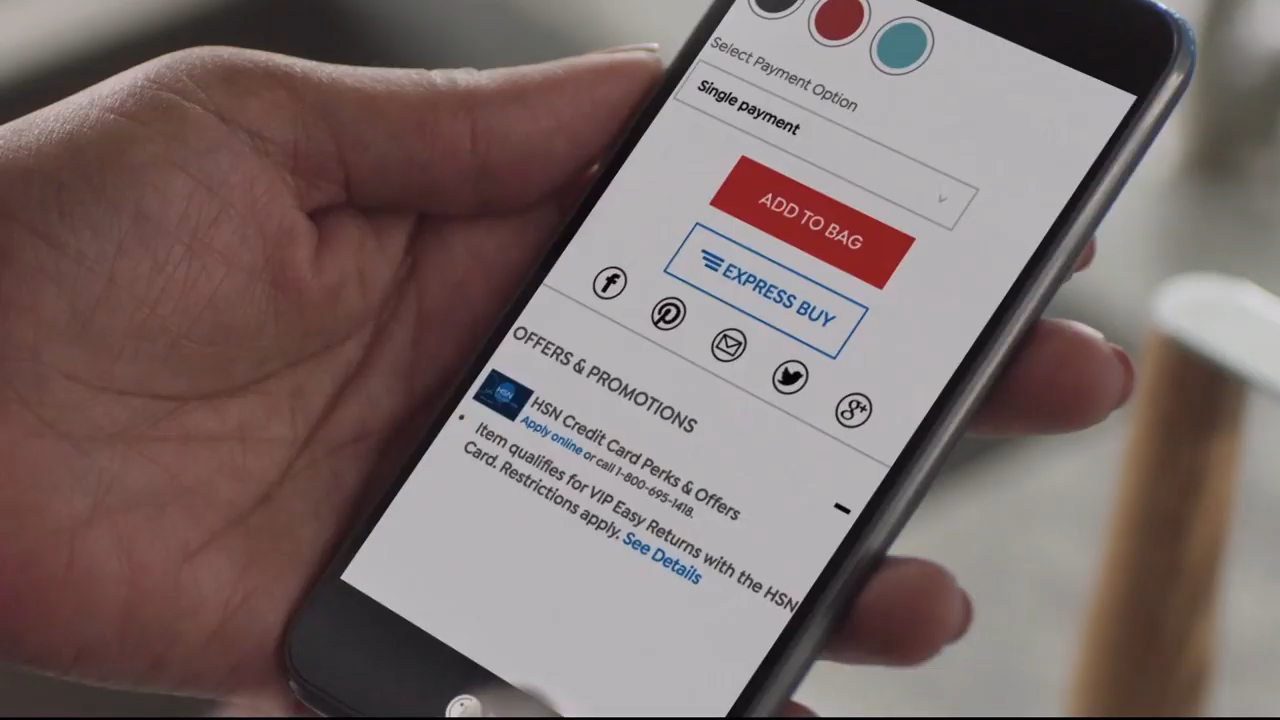 Select Payment Option
Single payment
ADD TO BAG
EXPRESS BUY
OFFERS & PROMOTIONS
HSN
HSN Credit Card Perks & Offers
Apply online or call 1-800-695-1418.
Item qualifies for VIP Easy Returns with the HSN
Card. Restrictions apply. See Details